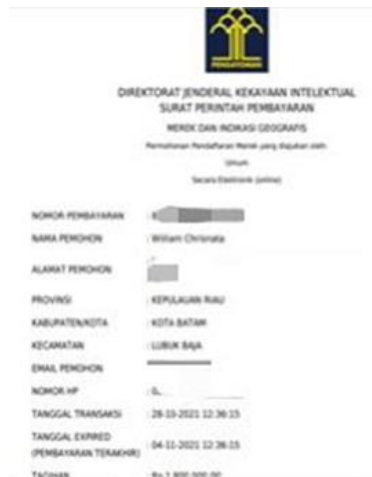 PENGAYOMAN
DIREKTORAT JENDERAL KEKAYAAN INTELEKTUAL
SURAT PERINTAH PEMBAYARAN
MEREK DAN INDIKASI GEOGRAFIS
Permohonan Pendaftaran Merek yang diajukan oleh:
Umum
Secara Elektronik (online)
NOMOR PEMBAYARAN :
NAMA PEMOHON : William Chrisnata
ALAMAT PEMOHON :
PROVINSI : KEPULAUAN RIAU
KABUPATEN/KOTA : KOTA BATAM
KECAMATAN : LUBUK BAJA
EMAIL PEMOHON
NOMOR HP :
TANGGAL TRANSAKSI : 28-10-2021 12:36:15
TANGGAL EXPIRED
(PEMBAYARAN TERAKHIR) : 04-11-2021 12:36:15
TAGIHAN : Rp.1.800.000,00